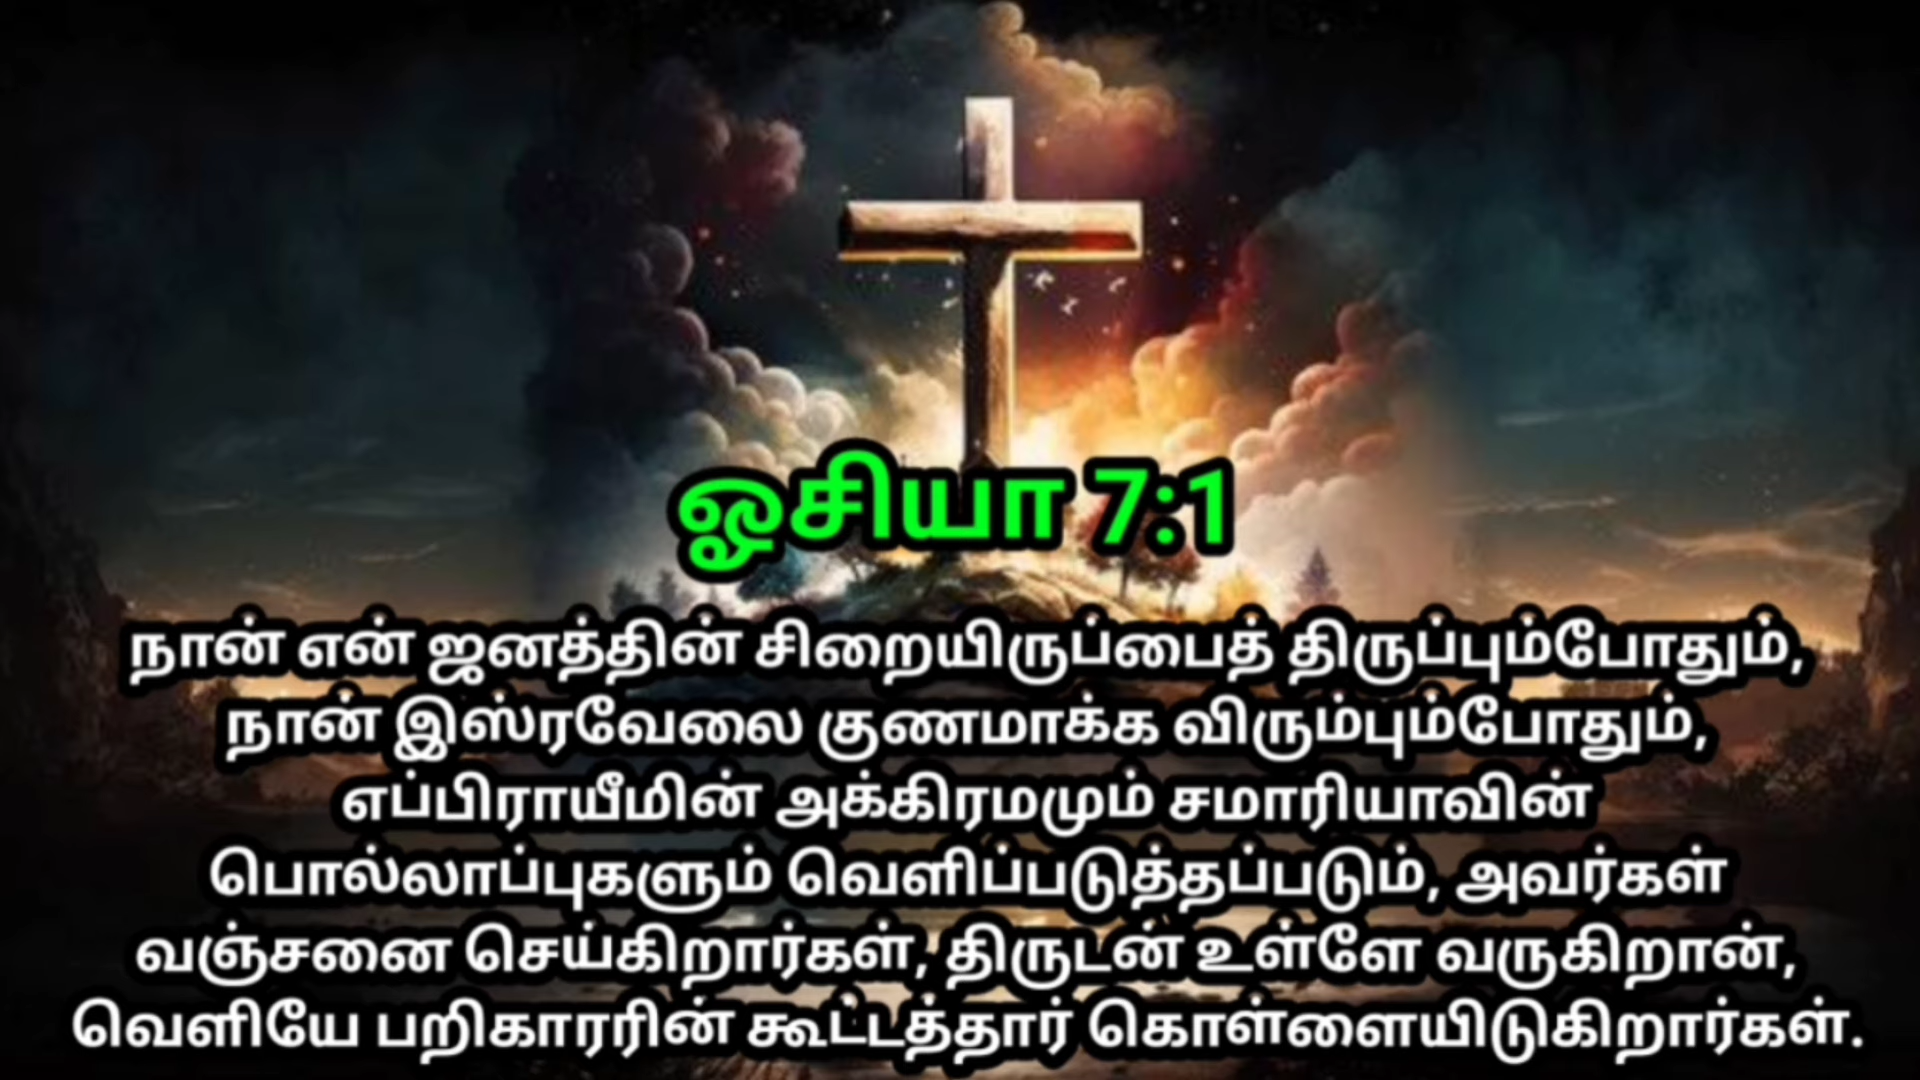 ஓசியா 7:1
நான் என் ஜனத்தின் சிறையிருப்பைத் திருப்பும்போதும்,
நான் இஸ்ரவேலை குணமாக்க விரும்பும்போதும்,
எப்பிராயீமின் அக்கிரமமும் சமாரியாவின்
பொல்லாப்புகளும் வெளிப்படுத்தப்படும், அவர்கள்
வஞ்சனை செய்கிறார்கள், திருடன் உள்ளே வருகிறான்,
வெளியே பறிகாரரின் கூட்டத்தார் கொள்ளையிடுகிறார்கள்.